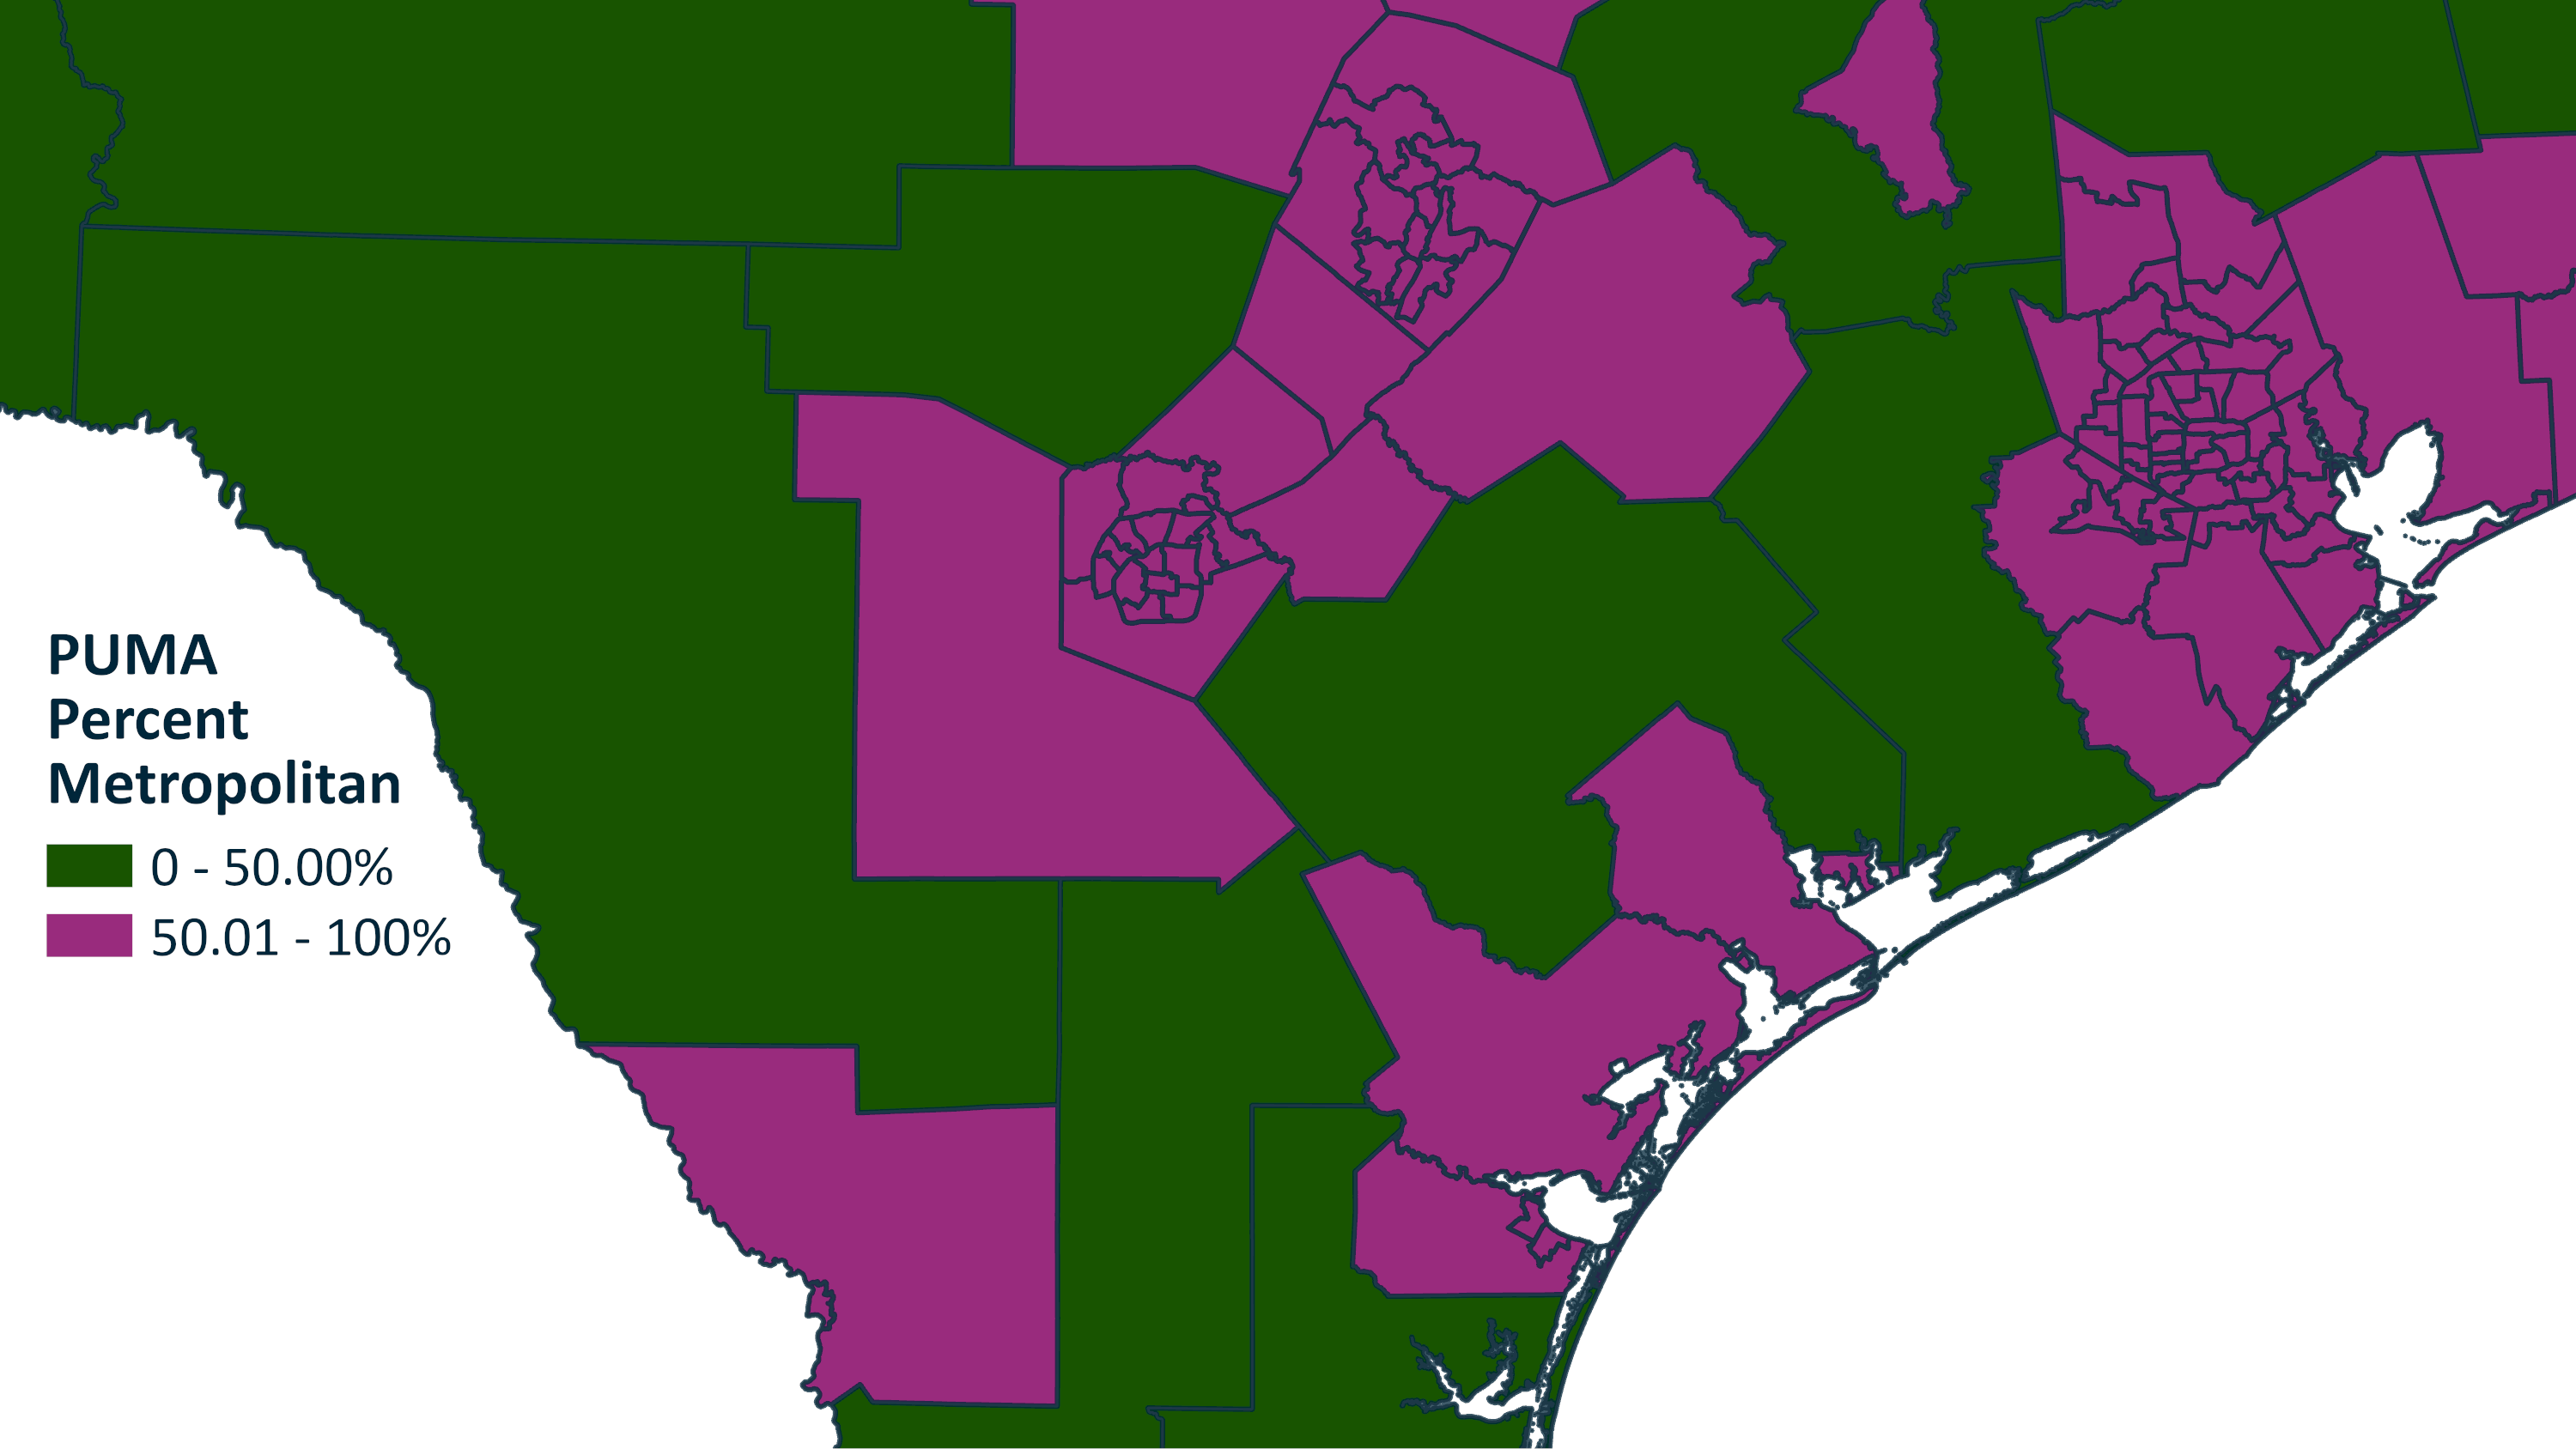 PUMA
Percent
Metropolitan
0 - 50.00%
50.01 - 100%